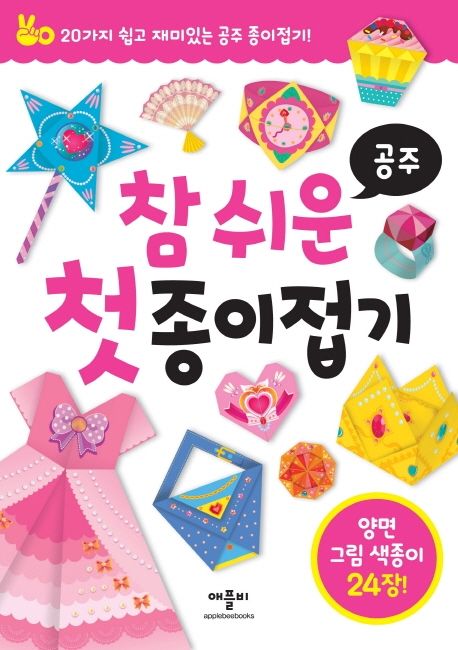 20가지 쉽고 재미있는 공주 종이접기!
공주
참 쉬운
첫 종이접기
양면
그림 색종이
24장!
애플비
applebeebooks